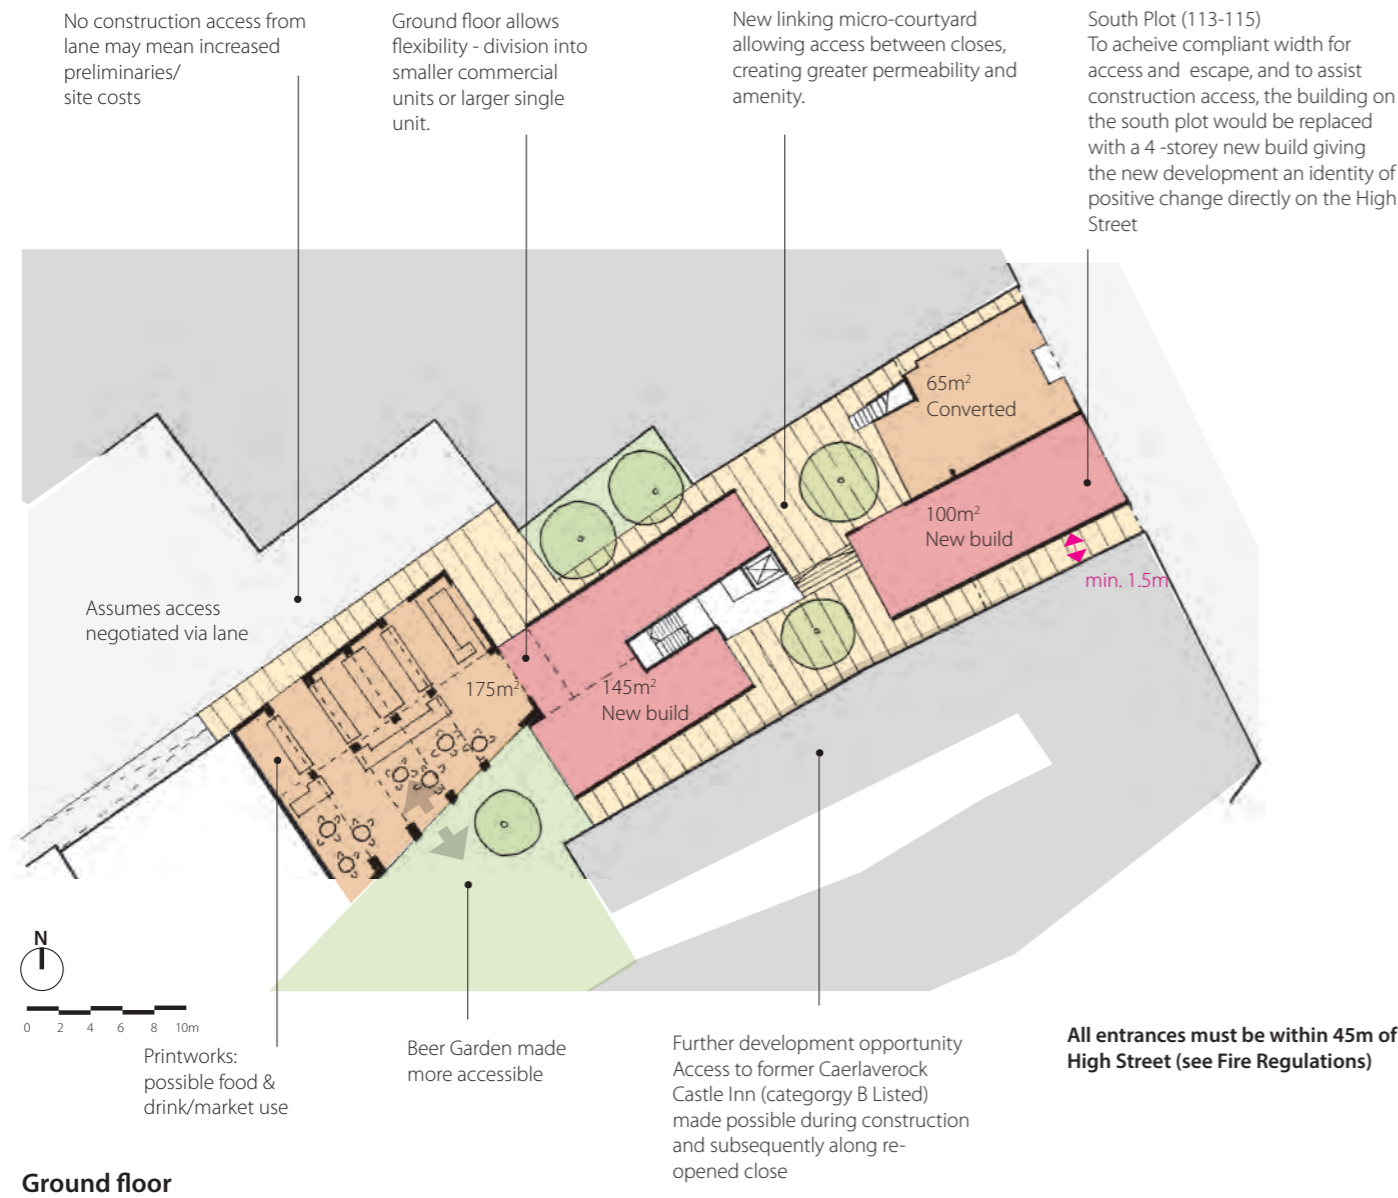 No construction access from
lane may mean increased
preliminaries/
site costs
Ground floor allows
flexibility - division into
smaller commercial
units or larger single
unit.
New linking micro-courtyard
allowing access between closes,
creating greater permeability and
amenity.
South Plot (113-115)
To acheive compliant width for
access and escape, and to assist
construction access, the building on
the south plot would be replaced
with a 4 -storey new build giving
the new development an identity of
positive change directly on the High
Street
65m²
Converted
100m²
New build
min. 1.5m
Assumes access
negotiated via lane
175m²
145m²
New build
N
0 2 4 6 8 10m
Printworks:
possible food &
drink/market use
Beer Garden made
more accessible
Further development opportunity
Access to former Caerlaverock
Castle Inn (categorgy B Listed)
made possible during construction
and subsequently along re-
opened close
All entrances must be within 45m of
High Street (see Fire Regulations)
Ground floor